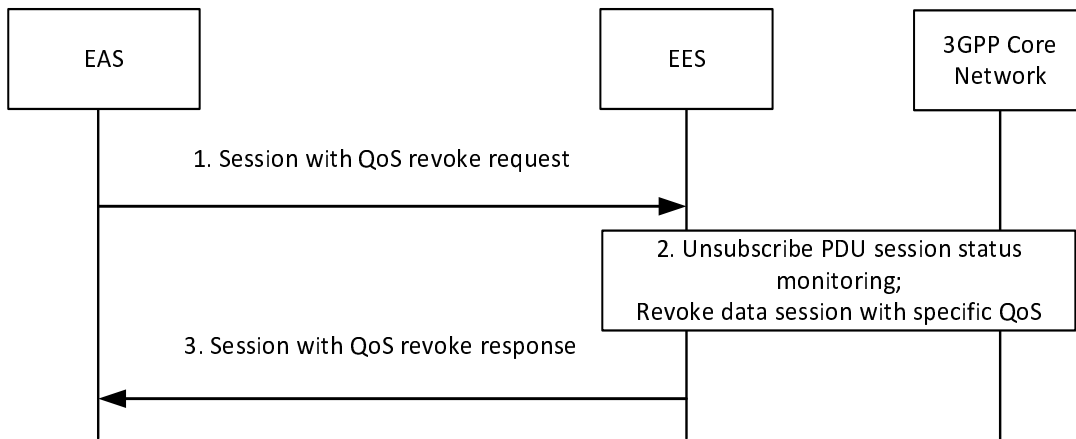 EAS
EES
3GPP Core
Network
1. Session with QoS revoke request
2. Unsubscribe PDU session status
monitoring;
Revoke data session with specific QoS
3. Session with QoS revoke response